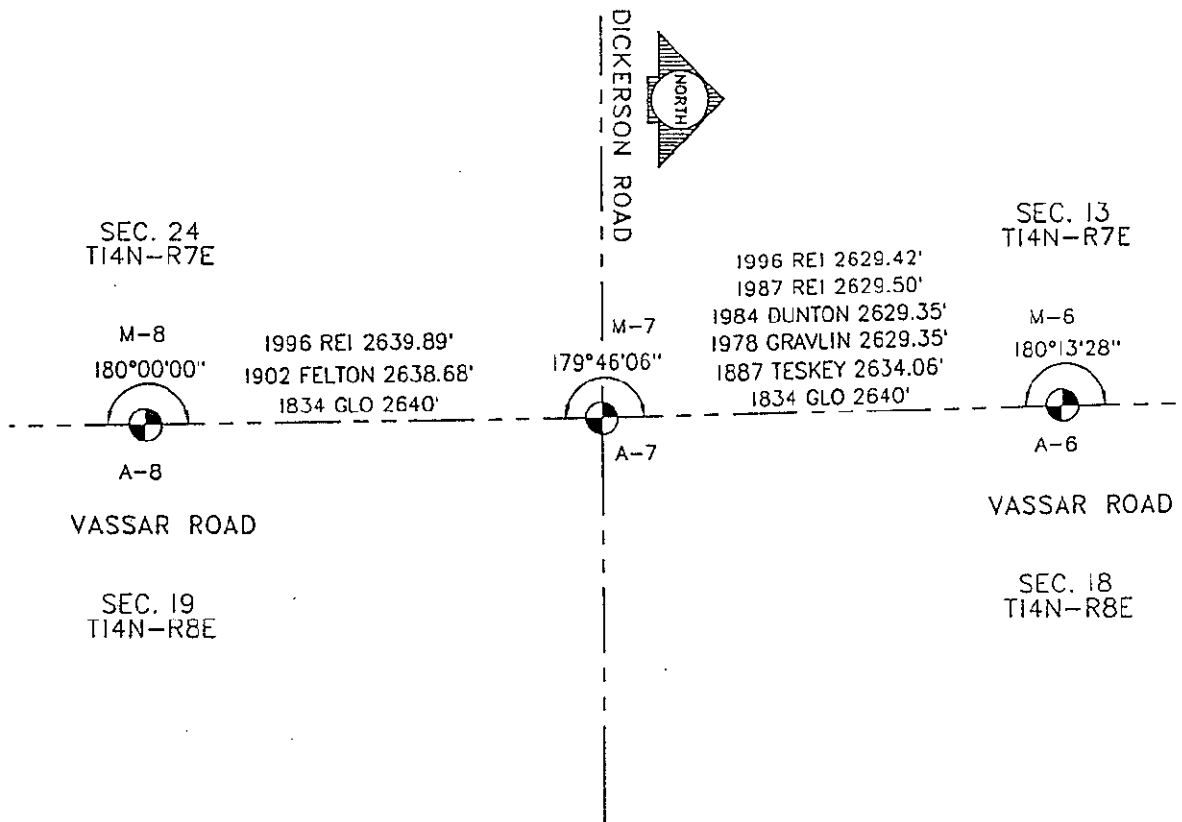 DICKERSON ROAD
NORTH
SEC. 24
T14N-R7E
SEC. 13
T14N-R7E
M-8
180°00'00"
1996 REI 2639.89'
1902 FELTON 2638.68'
1834 GLO 2640'
M-7
179°46'06"
1996 REI 2629.42'
1987 REI 2629.50'
1984 DUNTON 2629.35'
1978 GRAVLIN 2629.35'
1887 TESKEY 2634.06'
1834 GLO 2640'
M-6
180°13'28"
A-8
A-7
A-6
VASSAR ROAD
VASSAR ROAD
SEC. 19
T14N-R8E
SEC. 18
T14N-R8E